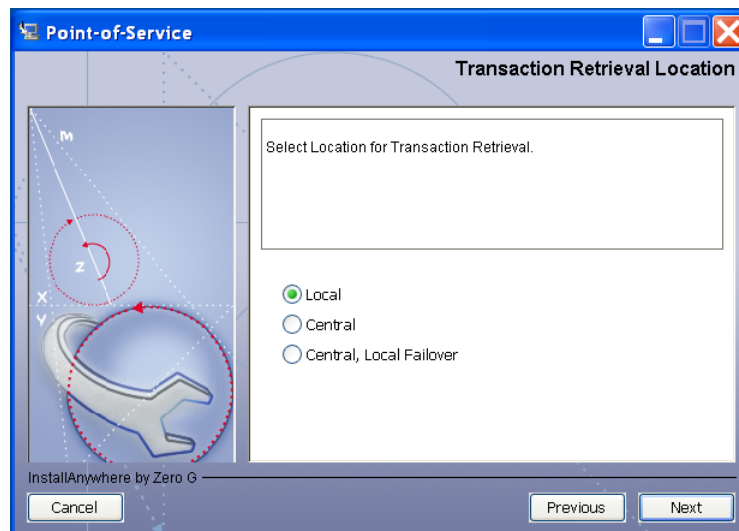 Point-of-Service
Transaction Retrieval Location
M
Z
X
Y
Select Location for Transaction Retrieval.
Local
Central
Central, Local Failover
InstallAnywhere by Zero G
Cancel
Previous
Next